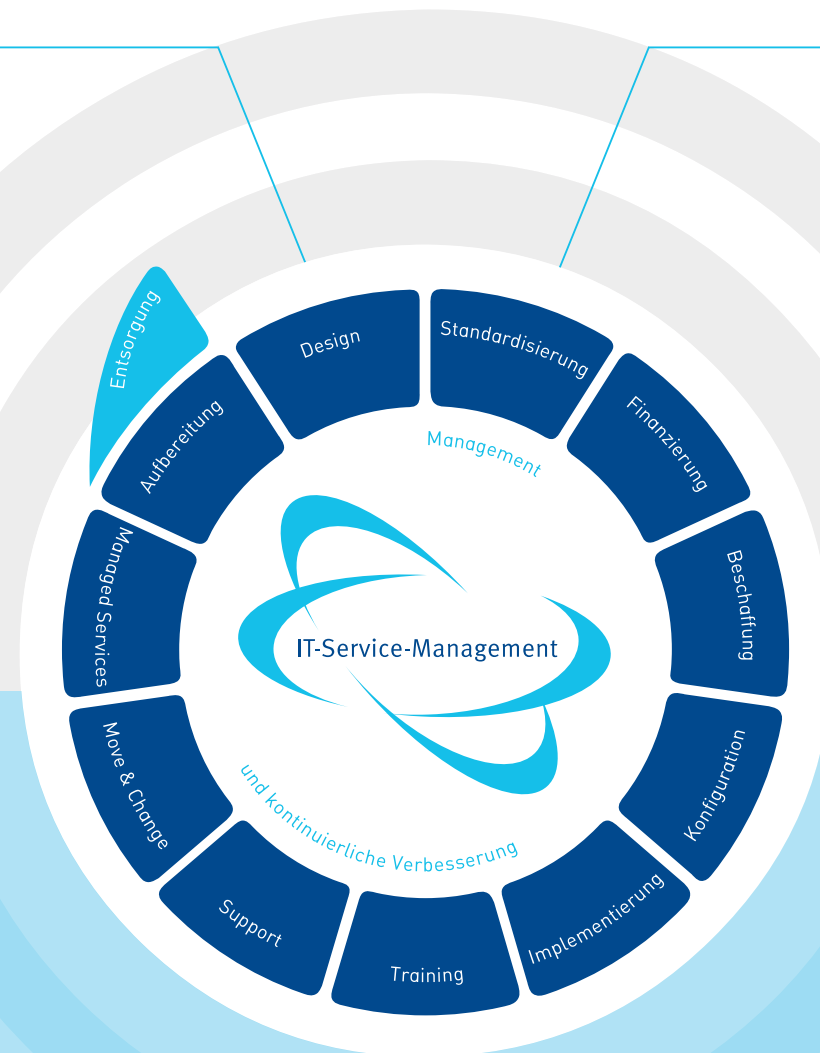 Entsorgung
Design
Standardisierung
Finanzierung
Beschaffung
Konfiguration
Implementierung
Training
Support
Move & Change
Managed Services
Aufbereitung
Management
IT-Service-Management
und kontinuierliche Verbesserung